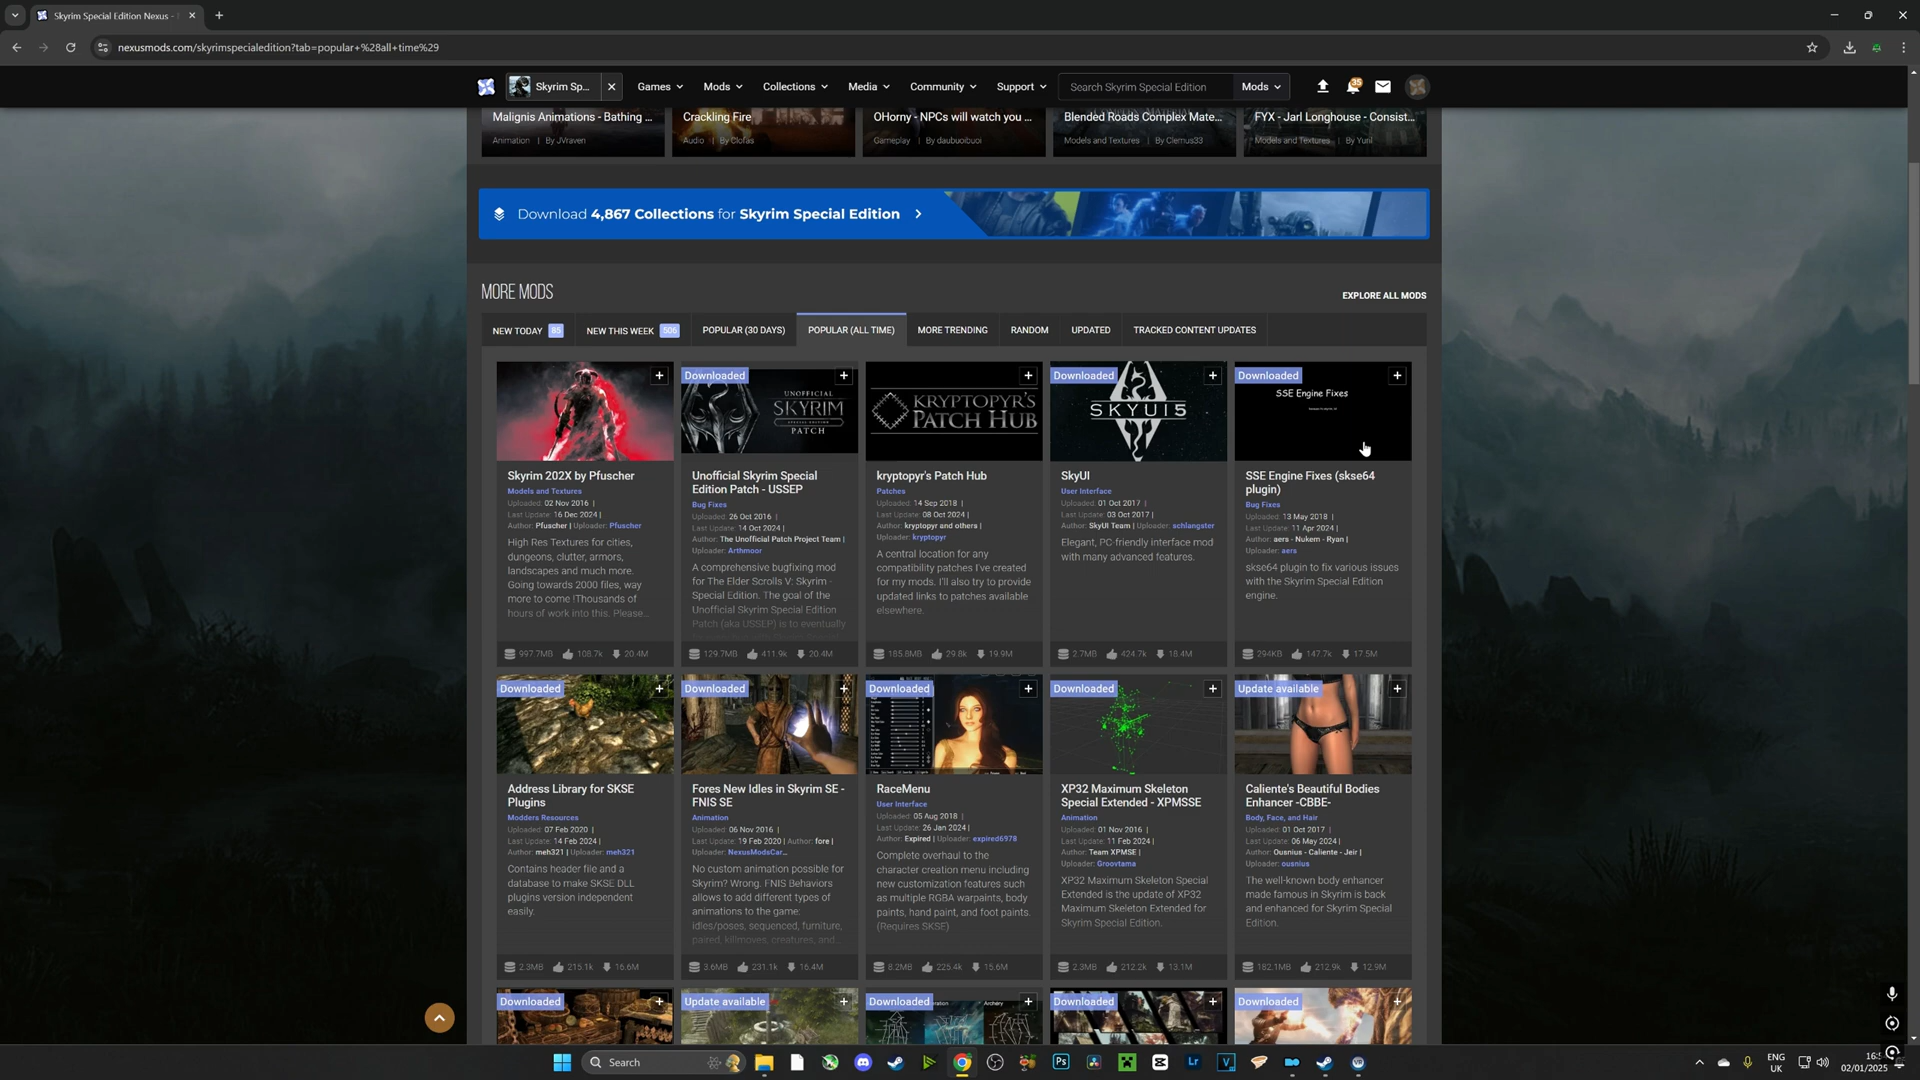 Skyrim Special Edition Nexus -
nexusmods.com/skyrimspecialedition?tab=popular+%28all+time%29
Skyrim Sp...
Games
Mods
Collections
Media
Community
Support
Search Skyrim Special Edition
Mods
35
Malignis Animations - Bathing ...
Crackling Fire
OHorny - NPCs will watch you ...
Blended Roads Complex Mate...
FYX - Jarl Longhouse - Consist...
Animation | By JVraven
Audio | By Clofas
Gameplay | By daubuoibuoi
Models and Textures | By Clemus33
Models and Textures | By Yuril
Download 4,867 Collections for Skyrim Special Edition
MORE MODS
EXPLORE ALL MODS
NEW TODAY 85
NEW THIS WEEK 506
POPULAR (30 DAYS)
POPULAR (ALL TIME)
MORE TRENDING
RANDOM
UPDATED
TRACKED CONTENT UPDATES
Skyrim 202X by Pfuscher
Models and Textures
Uploaded: 02 Nov 2016 |
Last Update: 16 Dec 2024 |
Author: Pfuscher | Uploader: Pfuscher
High Res Textures for cities,
dungeons, clutter, armors,
landscapes and much more.
Going towards 2000 files, way
more to come !Thousands of
hours of work into this. Please...
997.7MB 108.7k 20.4M
Downloaded
UNOFFICIAL
SKYRIM
SPECIAL EDITION
PATCH
Unofficial Skyrim Special
Edition Patch - USSEP
Bug Fixes
Uploaded: 26 Oct 2016 |
Last Update: 14 Oct 2024 |
Author: The Unofficial Patch Project Team |
Uploader: Arthmoor
A comprehensive bugfixing mod
for The Elder Scrolls V: Skyrim -
Special Edition. The goal of the
Unofficial Skyrim Special Edition
Patch (aka USSEP) is to eventually
129.7MB 411.9k 20.4M
KRYPTOPYR'S
PATCH HUB
kryptopyr's Patch Hub
Patches
Uploaded: 14 Sep 2018 |
Last Update: 08 Oct 2024 |
Author: kryptopyr and others |
Uploader: kryptopyr
A central location for any
compatibility patches I've created
for my mods. I'll also try to provide
updated links to patches available
elsewhere.
185.8MB 29.8k 19.9M
Downloaded
SKYUI5
SkyUI
User Interface
Uploaded: 01 Oct 2017 |
Last Update: 03 Oct 2017 |
Author: SkyUI Team | Uploader: schlangster
Elegant, PC-friendly interface mod
with many advanced features.
2.7MB 424.7k 18.4M
Downloaded
SSE Engine Fixes
SSE Engine Fixes (skse64
plugin)
Bug Fixes
Uploaded: 13 May 2018 |
Last Update: 11 Apr 2024 |
Author: aers - Nukem - Ryan |
Uploader: aers
skse64 plugin to fix various issues
with the Skyrim Special Edition
engine.
294KB 147.7k 17.5M
Downloaded
Address Library for SKSE
Plugins
Modders Resources
Uploaded: 07 Feb 2020 |
Last Update: 14 Feb 2024 |
Author: meh321 | Uploader: meh321
Contains header file and a
database to make SKSE DLL
plugins version independent
easily.
2.3MB 215.1k 16.6M
Downloaded
Fores New Idles in Skyrim SE -
FNIS SE
Animation
Uploaded: 06 Nov 2016 |
Last Update: 19 Feb 2020 | Author: fore |
Uploader: NexusModsCar...
No custom animation possible for
Skyrim? Wrong. FNIS Behaviors
allows to add different types of
animations to the game:
idles/poses, sequenced, furniture,
paired, killmoves, creatures, and...
3.6MB 231.1k 16.4M
Downloaded
RaceMenu
User Interface
Uploaded: 05 Aug 2018 |
Last Update: 26 Jan 2024 |
Author: Expired | Uploader: expired6978
Complete overhaul to the
character creation menu including
new customization features such
as multiple RGBA warpaints, body
paints, hand paint, and foot paints.
(Requires SKSE)
8.2MB 225.4k 15.6M
Downloaded
XP32 Maximum Skeleton
Special Extended - XPMSSE
Animation
Uploaded: 01 Nov 2016 |
Last Update: 11 Feb 2024 |
Author: Team XPMSE |
Uploader: Groovtama
XP32 Maximum Skeleton Special
Extended is the update of XP32
Maximum Skeleton Extended for
Skyrim Special Edition.
2.3MB 212.2k 13.1M
Update available
Caliente's Beautiful Bodies
Enhancer -CBBE-
Body, Face, and Hair
Uploaded: 01 Oct 2017 |
Last Update: 06 May 2024 |
Author: Ousnius - Caliente - Jeir |
Uploader: ousnius
The well-known body enhancer
made famous in Skyrim is back
and enhanced for Skyrim Special
Edition.
182.1MB 212.9k 12.9M
Downloaded
Update available
Downloaded
Archery
Downloaded
Downloaded
Search
Ps
Lr
V
VP
ENG
UK
16:5
02/01/2025